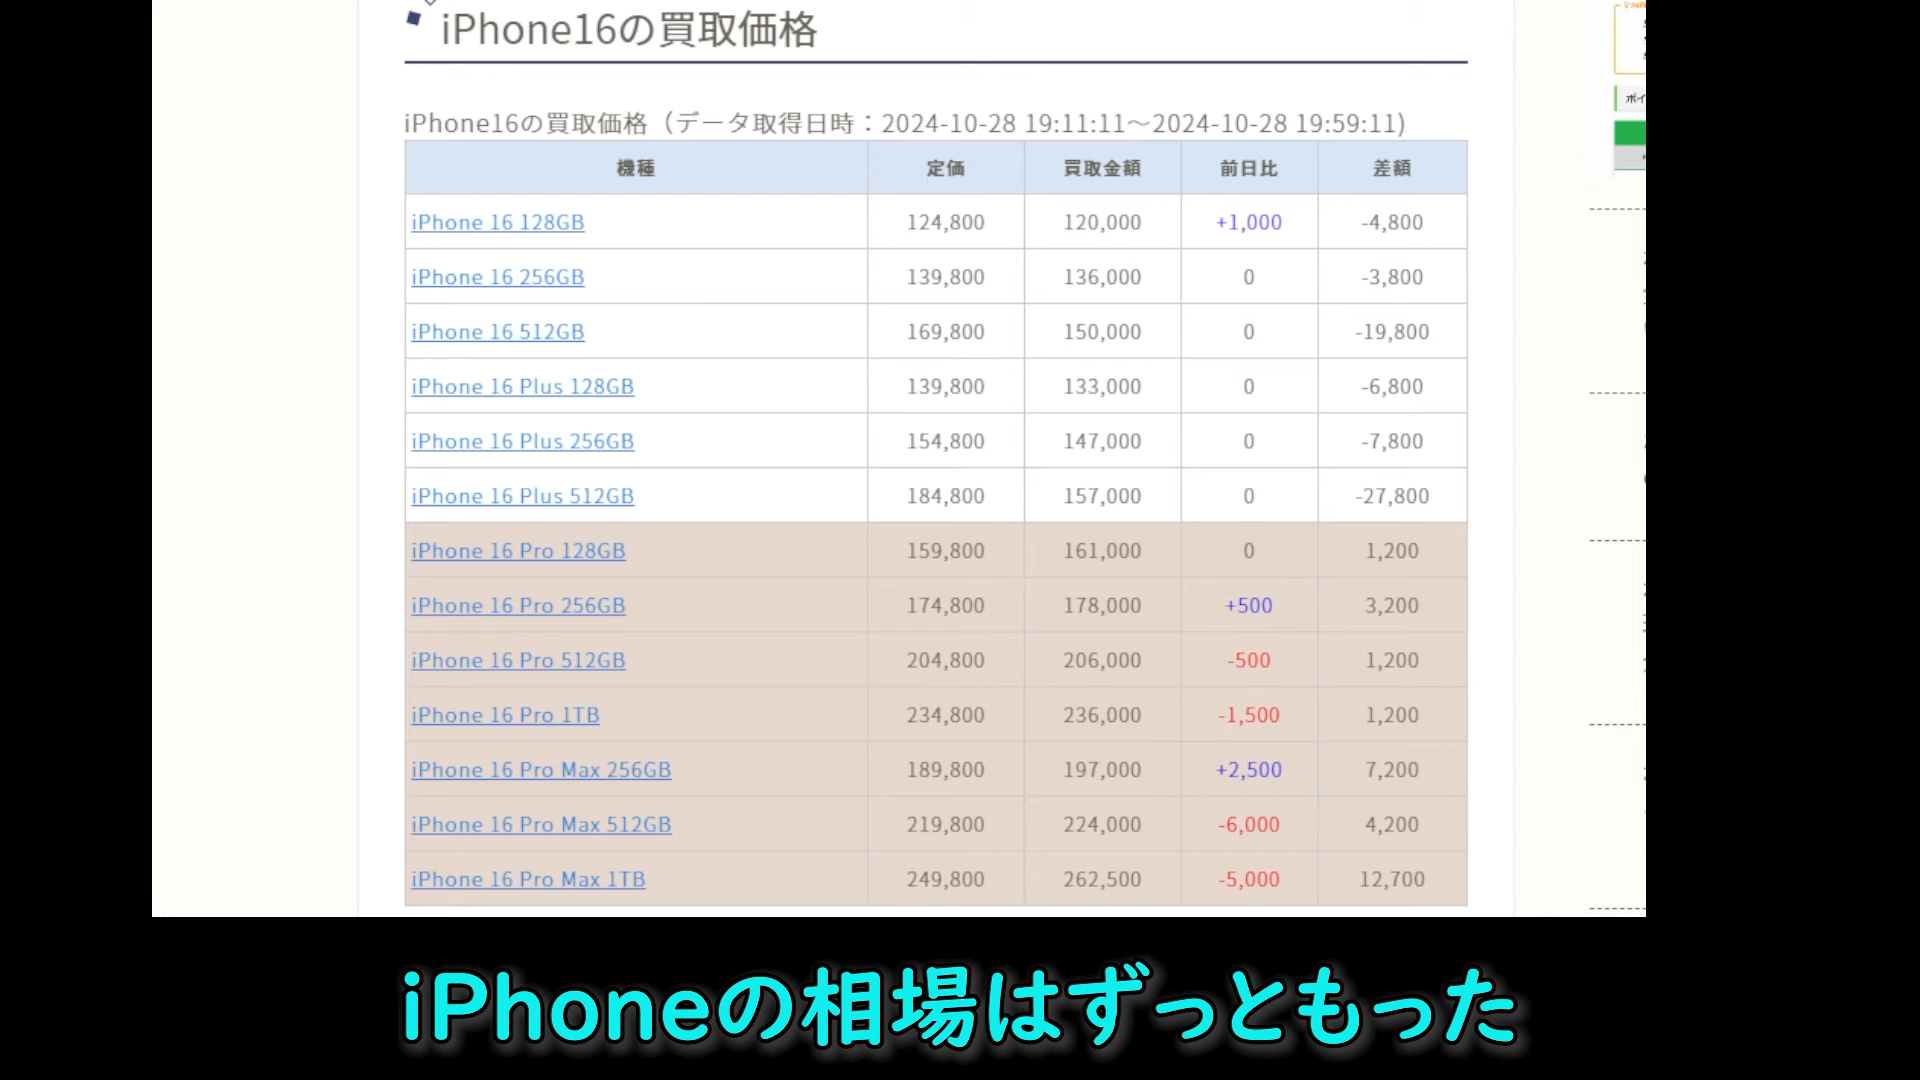 iPhone16の買取価格
iPhone16の買取価格（データ取得日時：2024-10-28 19:11:11～2024-10-28 19:59:11)
機種 定価 買取金額 前日比 差額
iPhone 16 128GB 124,800 120,000 +1,000 -4,800
iPhone 16 256GB 139,800 136,000 0 -3,800
iPhone 16 512GB 169,800 150,000 0 -19,800
iPhone 16 Plus 128GB 139,800 133,000 0 -6,800
iPhone 16 Plus 256GB 154,800 147,000 0 -7,800
iPhone 16 Plus 512GB 184,800 157,000 0 -27,800
iPhone 16 Pro 128GB 159,800 161,000 0 1,200
iPhone 16 Pro 256GB 174,800 178,000 +500 3,200
iPhone 16 Pro 512GB 204,800 206,000 -500 1,200
iPhone 16 Pro 1TB 234,800 236,000 -1,500 1,200
iPhone 16 Pro Max 256GB 189,800 197,000 +2,500 7,200
iPhone 16 Pro Max 512GB 219,800 224,000 -6,000 4,200
iPhone 16 Pro Max 1TB 249,800 262,500 -5,000 12,700
ポイ
iPhoneの相場はずっともった